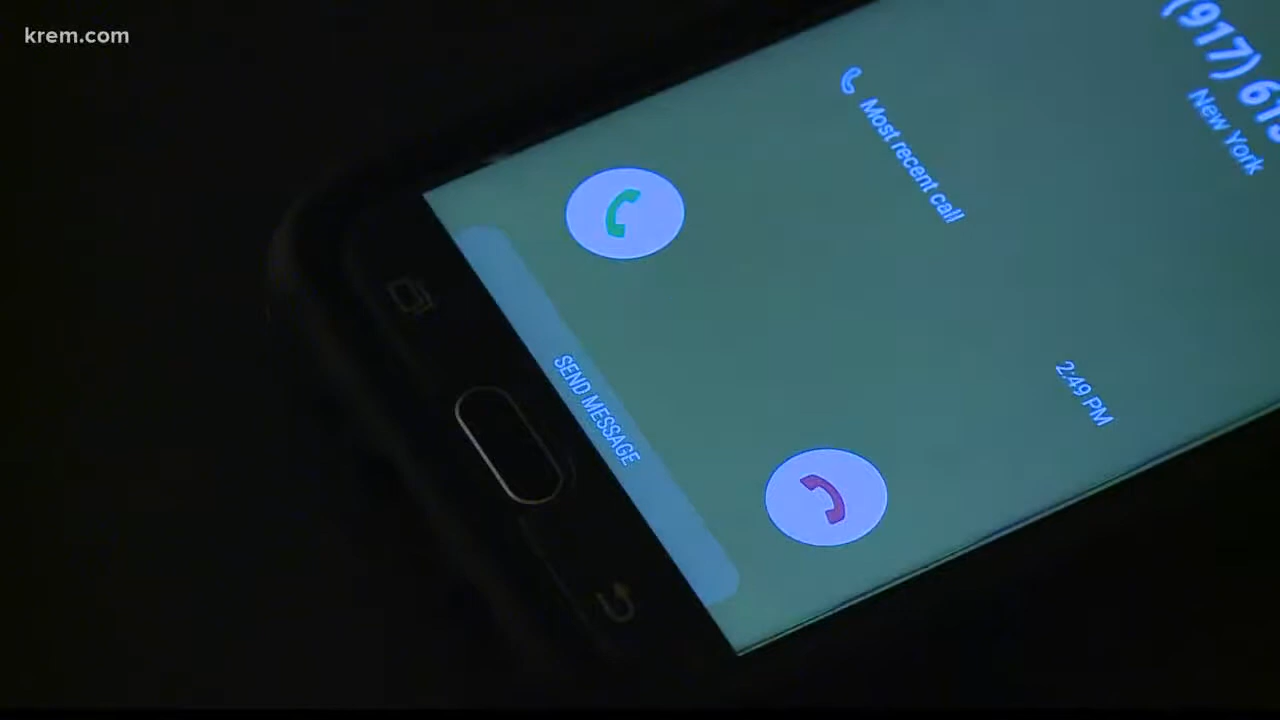 krem.com
(917) 61
New York
Most recent call
2:49 PM
SEND MESSAGE